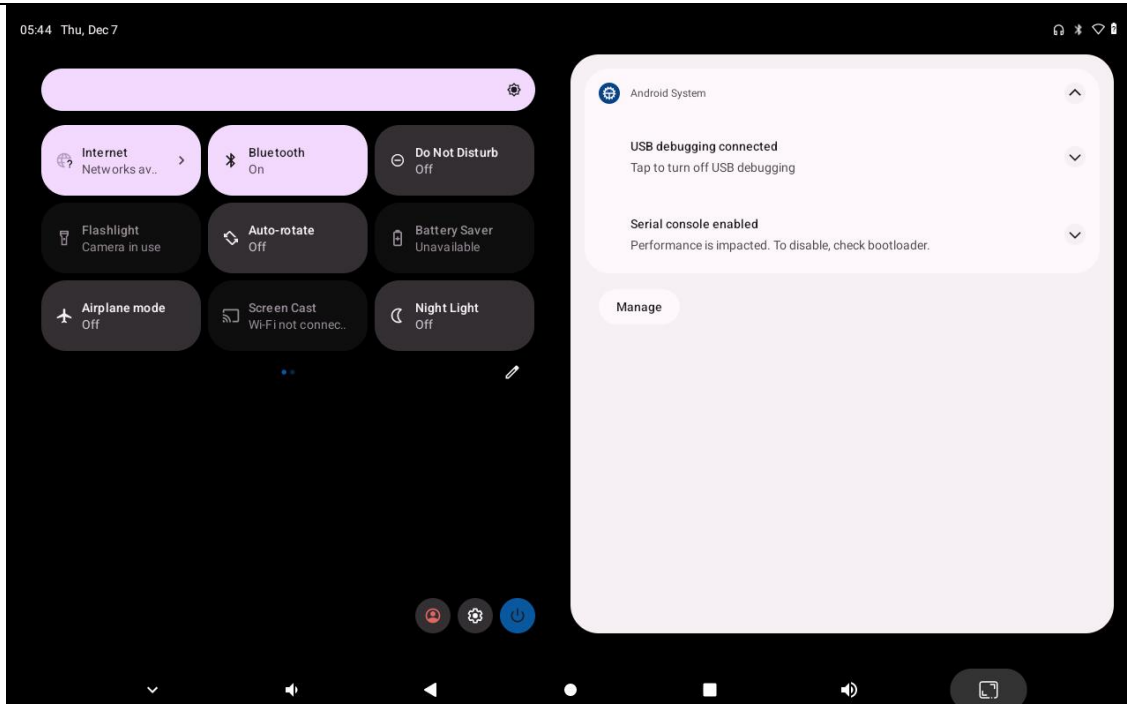 05:44 Thu, Dec 7
Internet
Networks av..
Bluetooth
On
Do Not Disturb
Off
Flashlight
Camera in use
Auto-rotate
Off
Battery Saver
Unavailable
Airplane mode
Off
Screen Cast
Wi-Fi not connec..
Night Light
Off
Android System
USB debugging connected
Tap to turn off USB debugging
Serial console enabled
Performance is impacted. To disable, check bootloader.
Manage